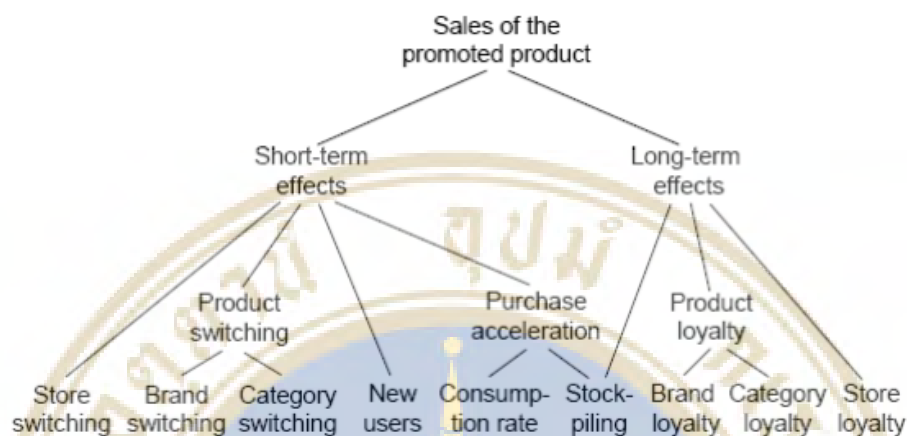 Sales of the
promoted product
Short-term
effects
Long-term
effects
Product
switching
Purchase
acceleration
Product
loyalty
Store
switching
Brand
switching
Category
switching
New
users
Consump-
tion rate
Stock-
piling
Brand
loyalty
Category
loyalty
Store
loyalty